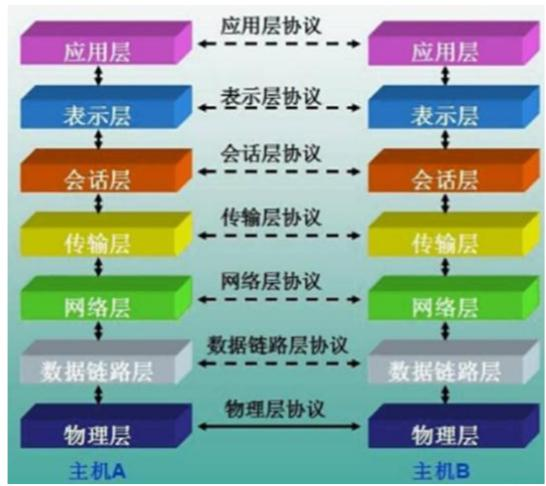 应用层协议
应用层
应用层
表示层协议
表示层
表示层
会话层协议
会话层
会话层
传输层协议
传输层
传输层
网络层协议
网络层
网络层
数据链路层协议
数据链路层
数据链路层
物理层协议
物理层
物理层
主机A
主机B